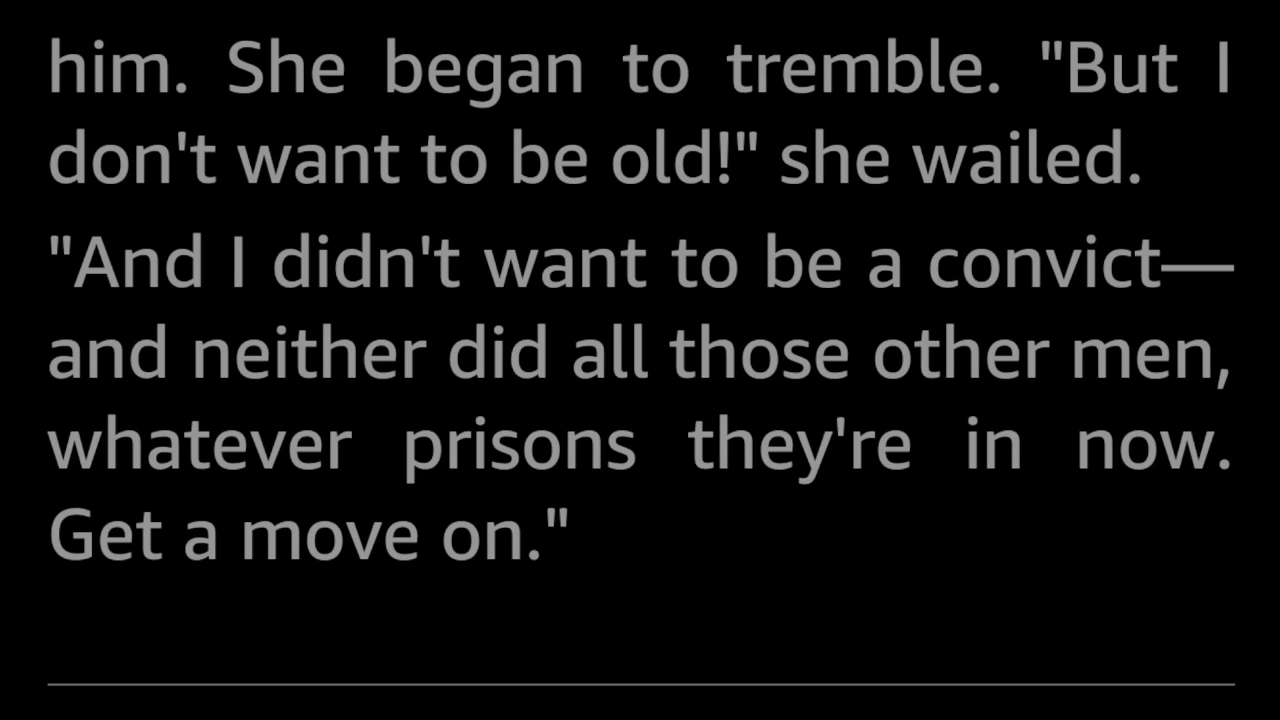 him. She began to tremble. "But I
don't want to be old!" she wailed.
"And I didn't want to be a convict—
and neither did all those other men,
whatever prisons they're in now.
Get a move on."